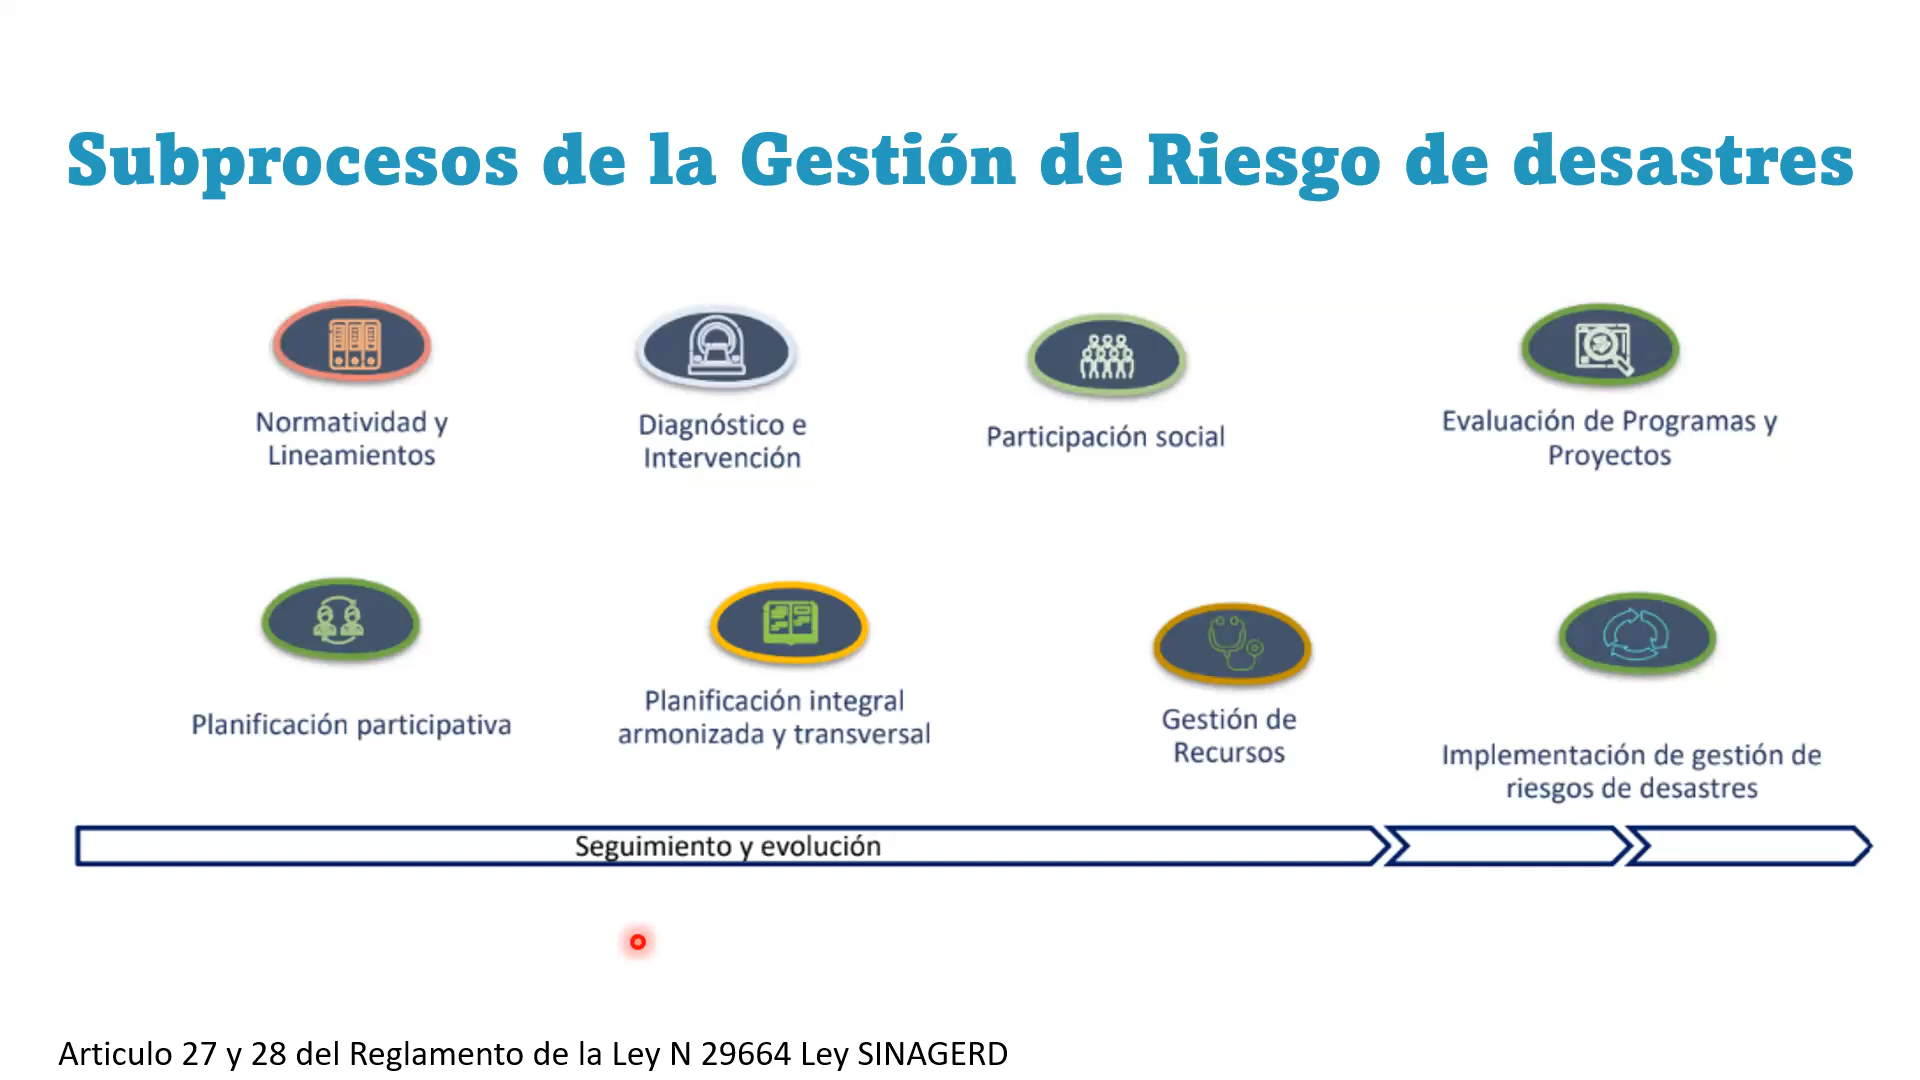 Subprocesos de la Gestión de Riesgo de desastres
Normatividad y
Lineamientos
Diagnóstico e
Intervención
Participación social
Evaluación de Programas y
Proyectos
Planificación participativa
Planificación integral
armonizada y transversal
Gestión de
Recursos
Implementación de gestión de
riesgos de desastres
Seguimiento y evolución
Articulo 27 y 28 del Reglamento de la Ley N 29664 Ley SINAGERD